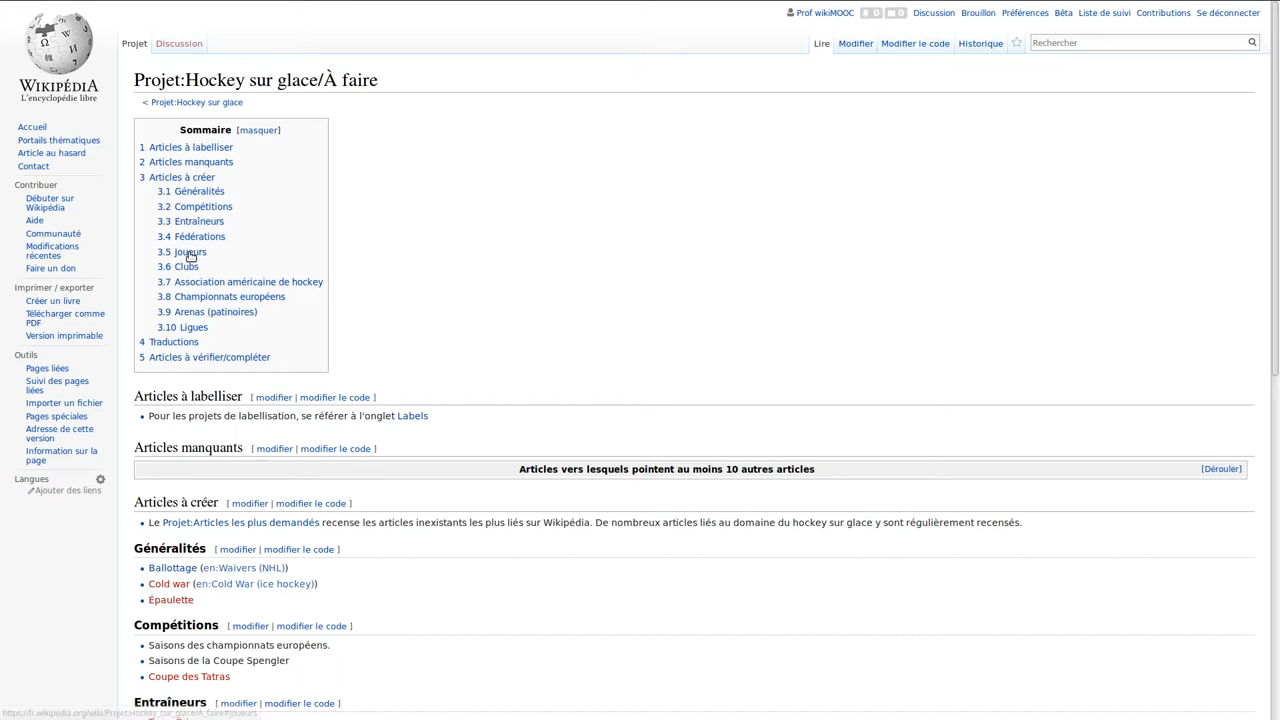 Prof wikiMOOC 0 0 Discussion Brouillon Préférences Bêta Liste de suivi Contributions Se déconnecter
WIKIPÉDIA
L'encyclopédie libre
Projet Discussion Lire Modifier Modifier le code Historique Rechercher
Projet:Hockey sur glace/À faire
< Projet:Hockey sur glace
Accueil
Portails thématiques
Article au hasard
Contact
Contribuer
Débuter sur
Wikipédia
Aide
Communauté
Modifications
récentes
Faire un don
Imprimer / exporter
Créer un livre
Télécharger comme
PDF
Version imprimable
Outils
Pages liées
Suivi des pages
liées
Importer un fichier
Pages spéciales
Adresse de cette
version
Information sur la
page
Langues
Ajouter des liens
Sommaire [masquer]
1 Articles à labelliser
2 Articles manquants
3 Articles à créer
3.1 Généralités
3.2 Compétitions
3.3 Entraîneurs
3.4 Fédérations
3.5 Joueurs
3.6 Clubs
3.7 Association américaine de hockey
3.8 Championnats européens
3.9 Arenas (patinoires)
3.10 Ligues
4 Traductions
5 Articles à vérifier/compléter
Articles à labelliser [ modifier | modifier le code ]
• Pour les projets de labellisation, se référer à l'onglet Labels
Articles manquants [ modifier | modifier le code ]
Articles vers lesquels pointent au moins 10 autres articles [Dérouler]
Articles à créer [ modifier | modifier le code ]
• Le Projet:Articles les plus demandés recense les articles inexistants les plus liés sur Wikipédia. De nombreux articles liés au domaine du hockey sur glace y sont régulièrement recensés.
Généralités [ modifier | modifier le code ]
• Ballottage (en:Waivers (NHL))
• Cold war (en:Cold War (ice hockey))
• Épaulette
Compétitions [ modifier | modifier le code ]
• Saisons des championnats européens.
• Saisons de la Coupe Spengler
• Coupe des Tatras
Entraîneurs [ modifier | modifier le code ]
https://fr.wikipedia.org/wiki/Projet:Hockey_sur_glace/À_faire#Joueurs